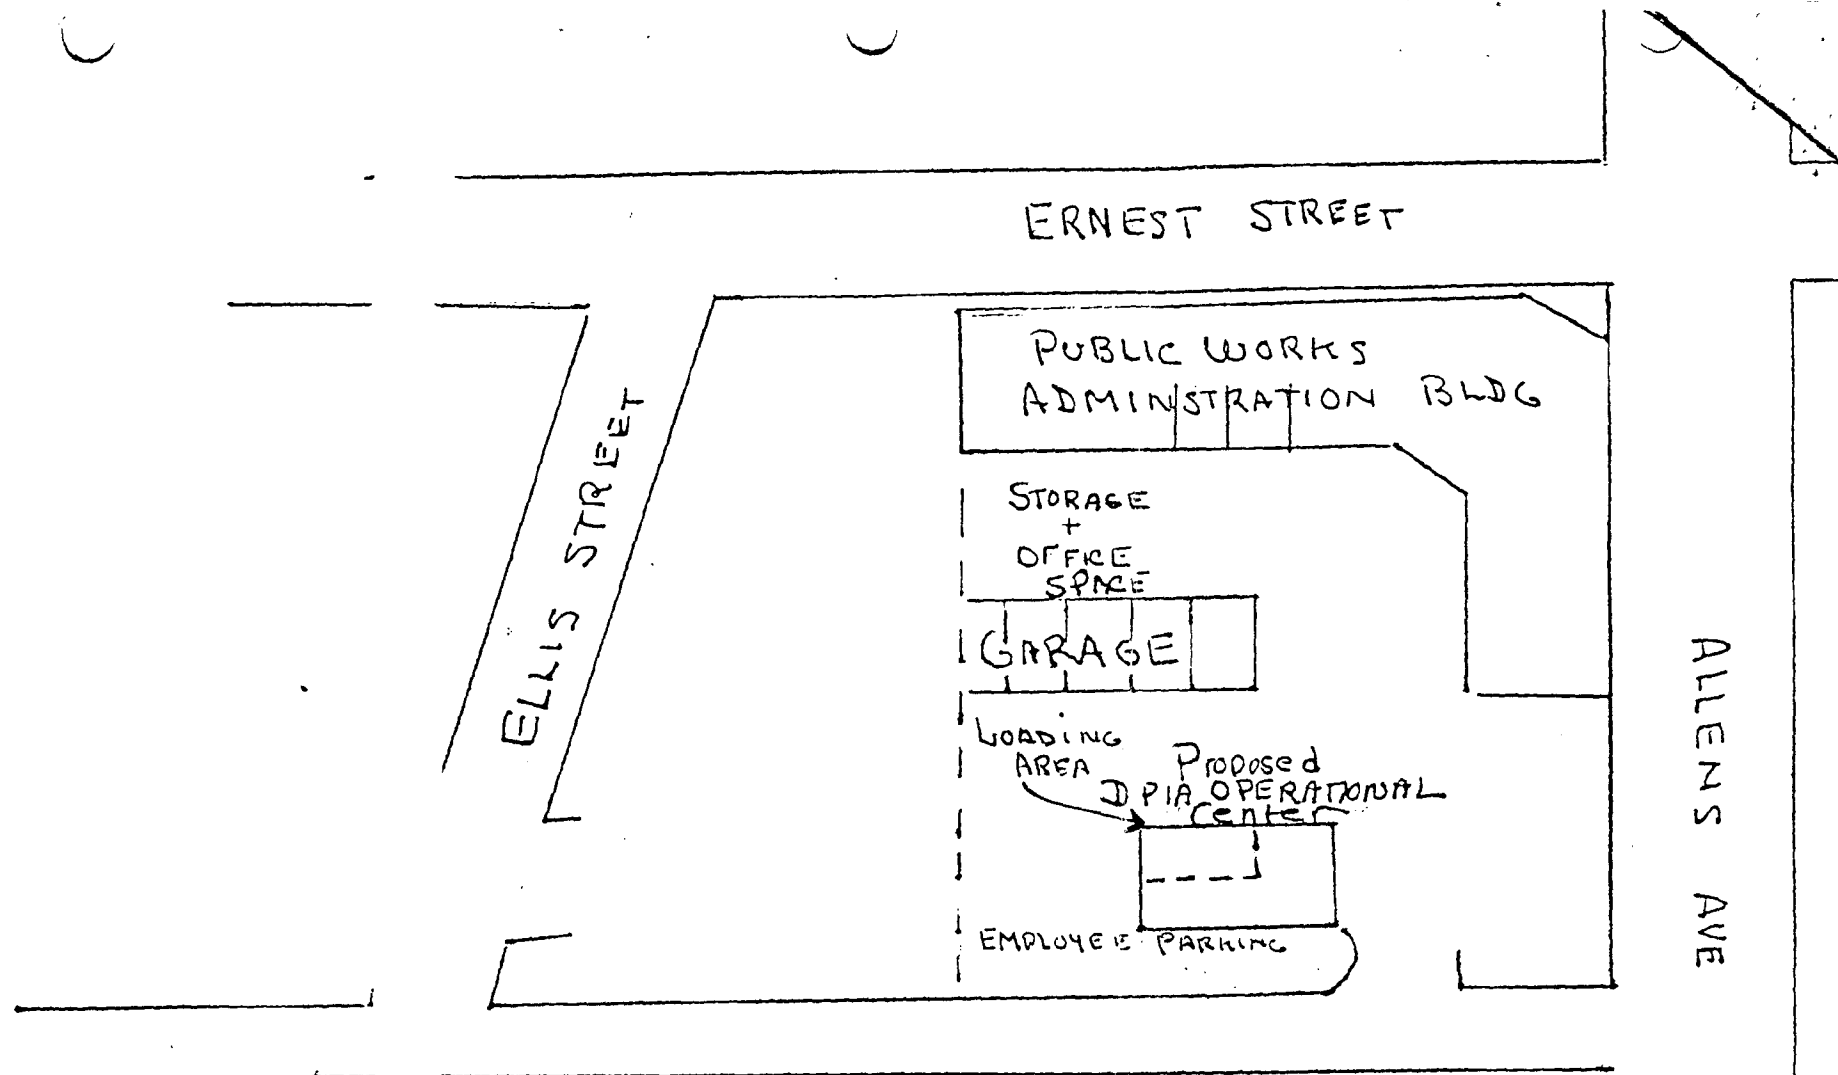 ERNEST STREET
PUBLIC WORKS
ADMINISTRATION BLDG
ELLIS STREET
STORAGE
+
OFFICE
SPACE
GARAGE
ALLENS AVE
LOADING
AREA
Proposed
DPIA OPERATIONAL
Center
EMPLOYEE PARKING